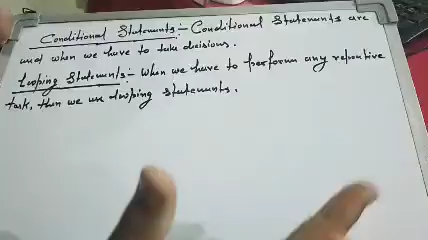 Conditional Statements:- Conditional Statements are
used when we have to take decisions.
Looping Statements:- When we have to perform any repeative
task, then we use looping statements.